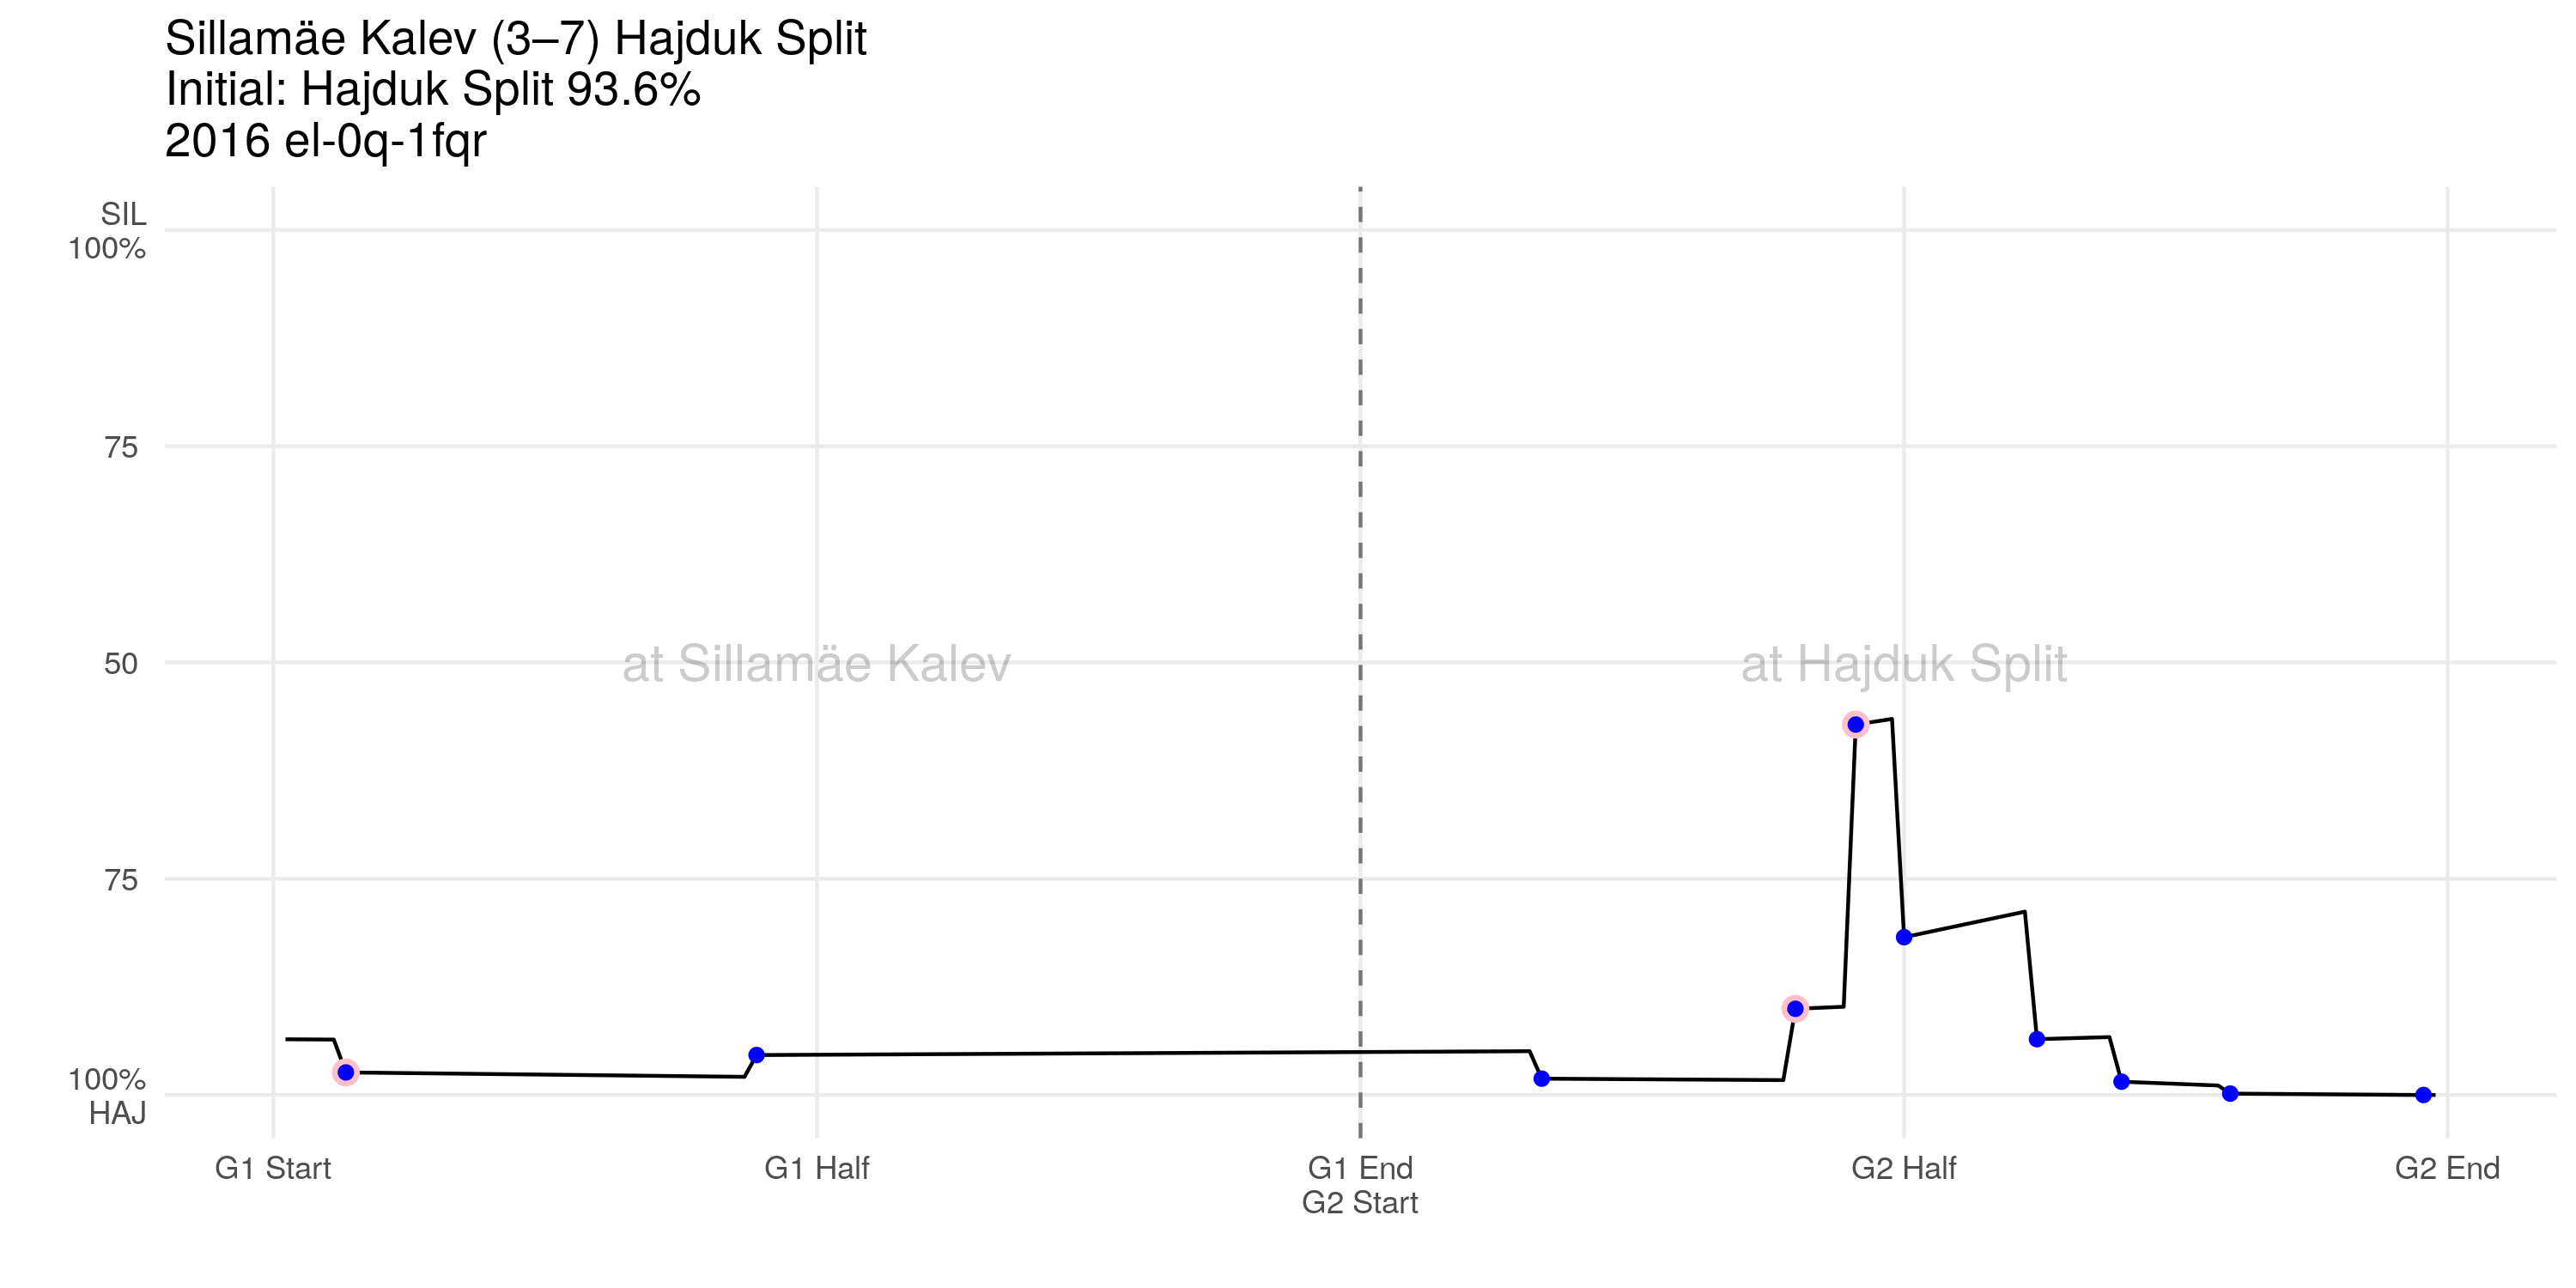 Sillamäe Kalev (3–7) Hajduk Split
Initial: Hajduk Split 93.6%
2016 el-0q-1fqr
SIL
100%
75
50
75
100%
HAJ
at Sillamäe Kalev
at Hajduk Split
G1 Start
G1 Half
G1 End
G2 Start
G2 Half
G2 End